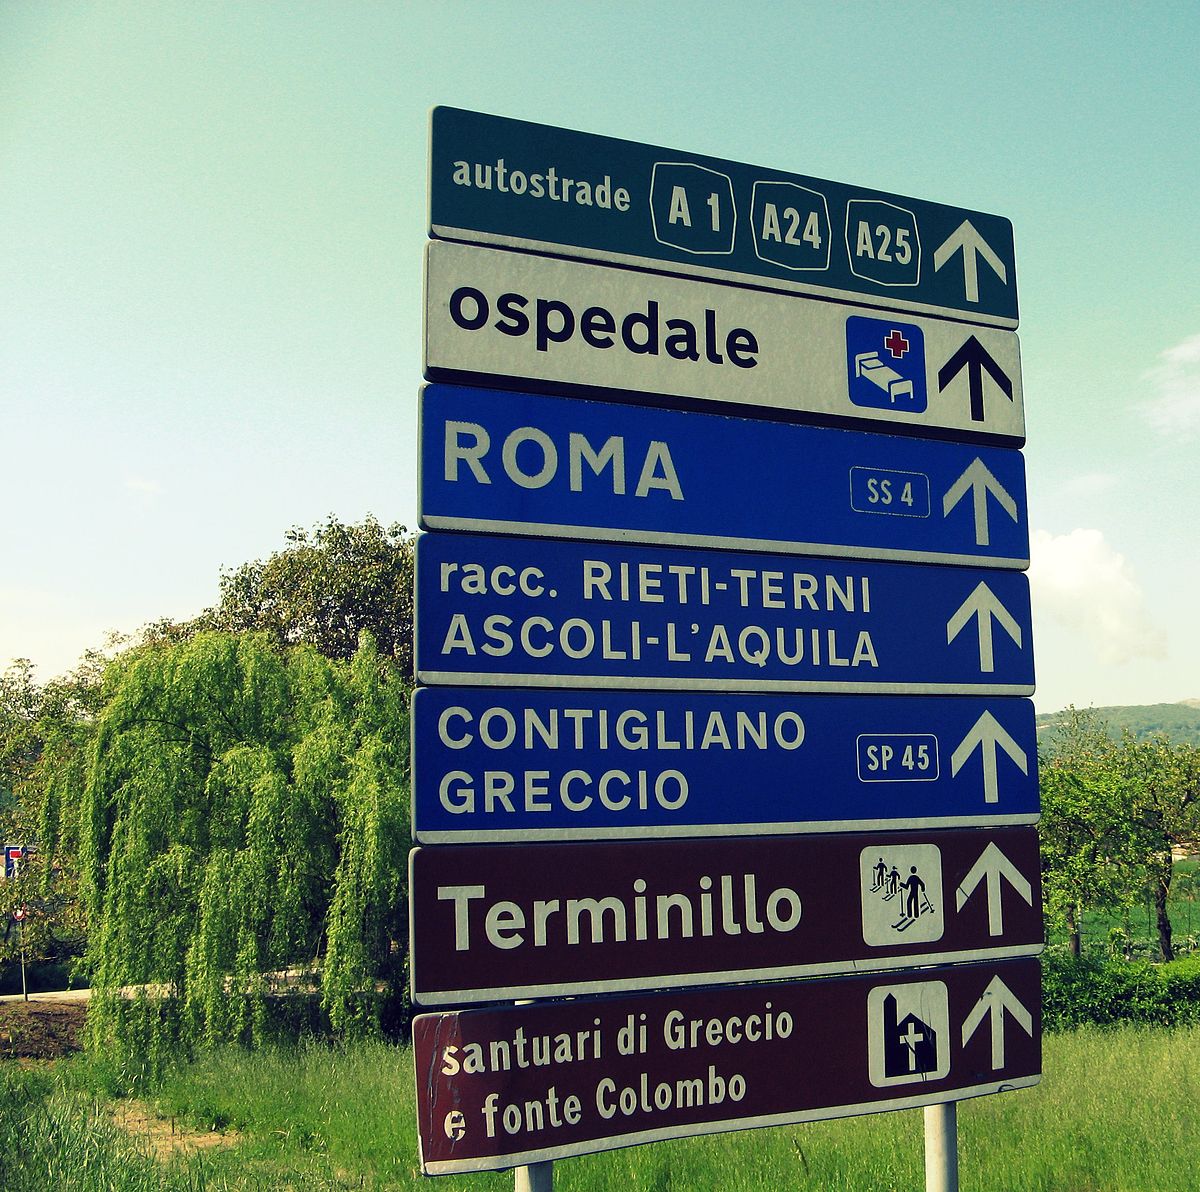 autostrade A 1 A24 A25
ospedale
ROMA SS 4
racc. RIETI-TERNI
ASCOLI-L'AQUILA
CONTIGLIANO
GRECCIO SP 45
Terminillo
santuari di Greccio
e fonte Colombo